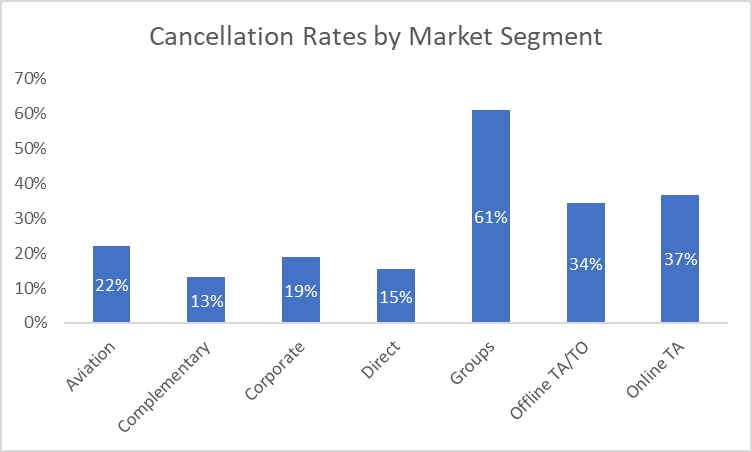 Cancellation Rates by Market Segment
70%
60%
50%
40%
30%
20%
10%
0%
22%
13%
19%
15%
61%
34%
37%
Aviation
Complementary
Corporate
Direct
Groups
Offline TA/TO
Online TA